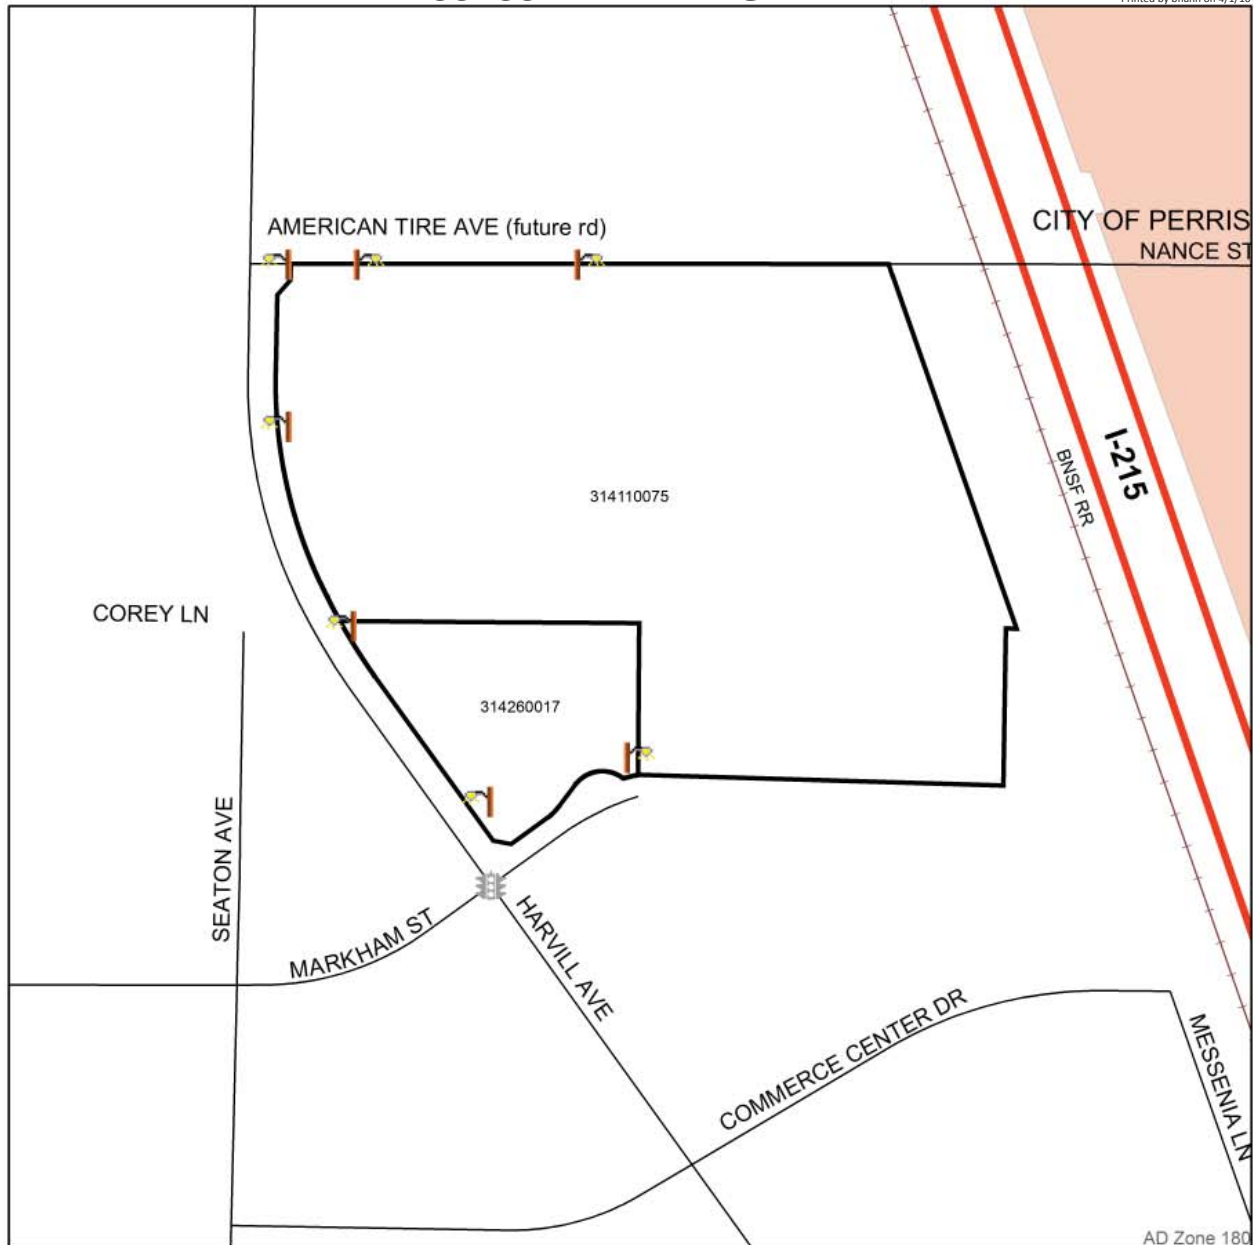 AMERICAN TIRE AVE (future rd)
CITY OF PERRIS
NANCE ST
I-215
BNSF RR
314110075
COREY LN
314260017
SEATON AVE
MARKHAM ST
HARVILL AVE
COMMERCE CENTER DR
MESSENIA LN
AD Zone 180